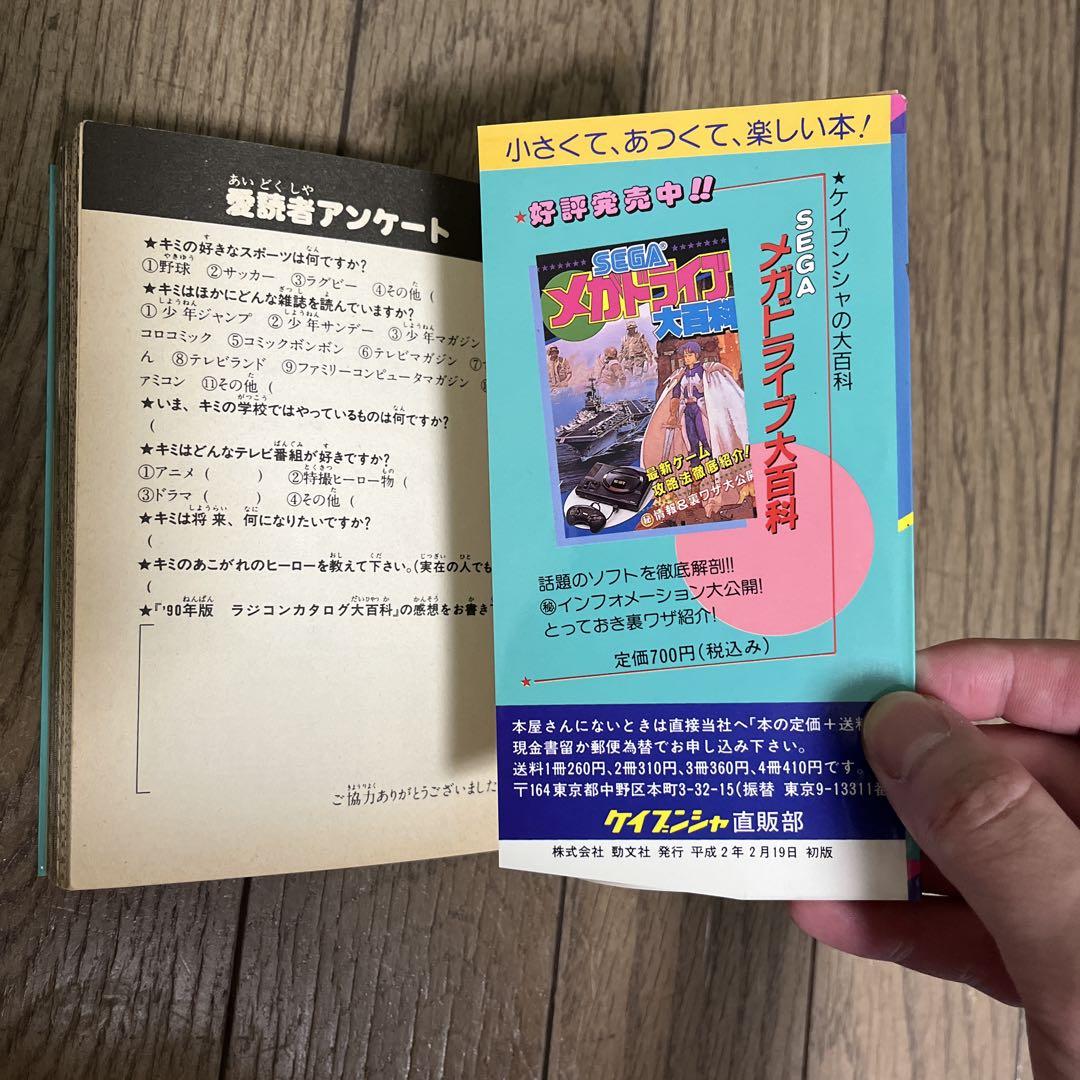 愛読者アンケート
あいどくしや
★キミの好きなスポーツは何ですか?
①野球 ②サッカー ③ラグビー ④その他 (
★キミはほかにどんな雑誌を読んでいますか?
①少年ジャンプ ②少年サンデー ③少年マガジン
コロコミック ⑤コミックボンボン ⑥テレビマガジン ⑦
ん ⑧テレビランド ⑨ファミリーコンピュータマガジン
アミコン ⑪その他 (
★いま、キミの学校ではやっているものは何ですか?
(
★キミはどんなテレビ番組が好きですか?
①アニメ ( ) ②特撮ヒーロー物 (
③ドラマ ( ) ④その他 (
★キミは将来、何になりたいですか?
(
★キミのあこがれのヒーローを教えて下さい。(実在の人でも
(
★『'90年版 ラジコンカタログ大百科』の感想をお書き
ご協力ありがとうございました
小さくて、あつくて、楽しい本!
★好評発売中!!
★ケイブンシャの大百科
SEGA
メガドライブ大百科
SEGA
メガドライブ
大百科
最新ゲーム
攻略法徹底紹介!
㊙情報&裏ワザ大公開
話題のソフトを徹底解剖!!
㊙インフォメーション大公開!
とっておき裏ワザ紹介!
定価700円(税込み)
本屋さんにないときは直接当社へ「本の定価+送料
現金書留か郵便為替でお申し込み下さい。
送料1冊260円、2冊310円、3冊360円、4冊410円です。
〒164東京都中野区本町3-32-15(振替 東京9-13311番
ケイブンシャ直販部
株式会社 勁文社 発行 平成2年2月19日 初版